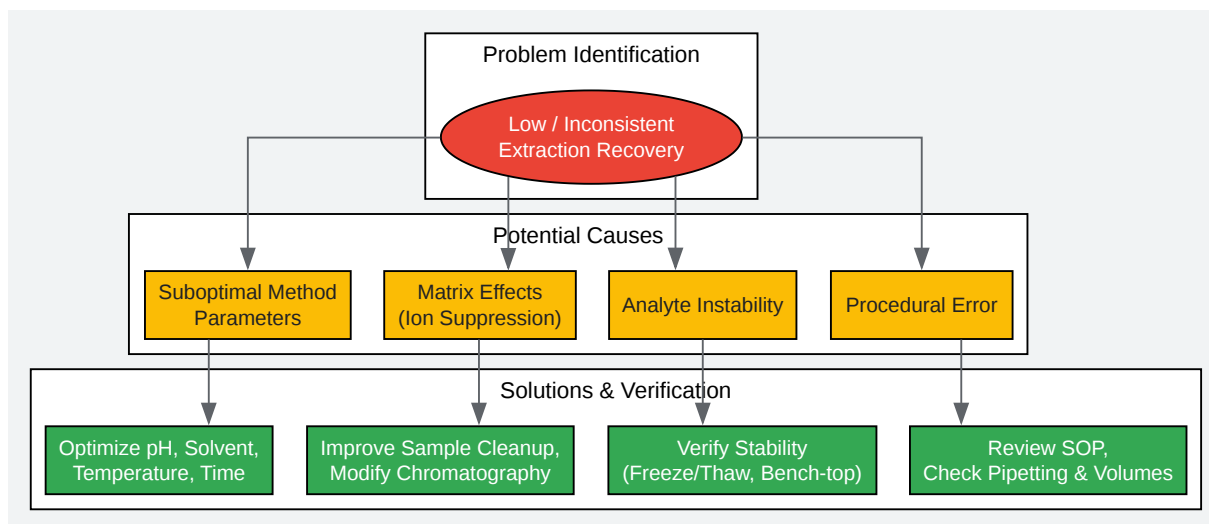 Problem Identification
Low / Inconsistent
Extraction Recovery
Potential Causes
Suboptimal Method
Parameters
Matrix Effects
(Ion Suppression)
Analyte Instability
Procedural Error
Solutions & Verification
Optimize pH, Solvent,
Temperature, Time
Improve Sample Cleanup,
Modify Chromatography
Verify Stability
(Freeze/Thaw, Bench-top)
Review SOP,
Check Pipetting & Volumes